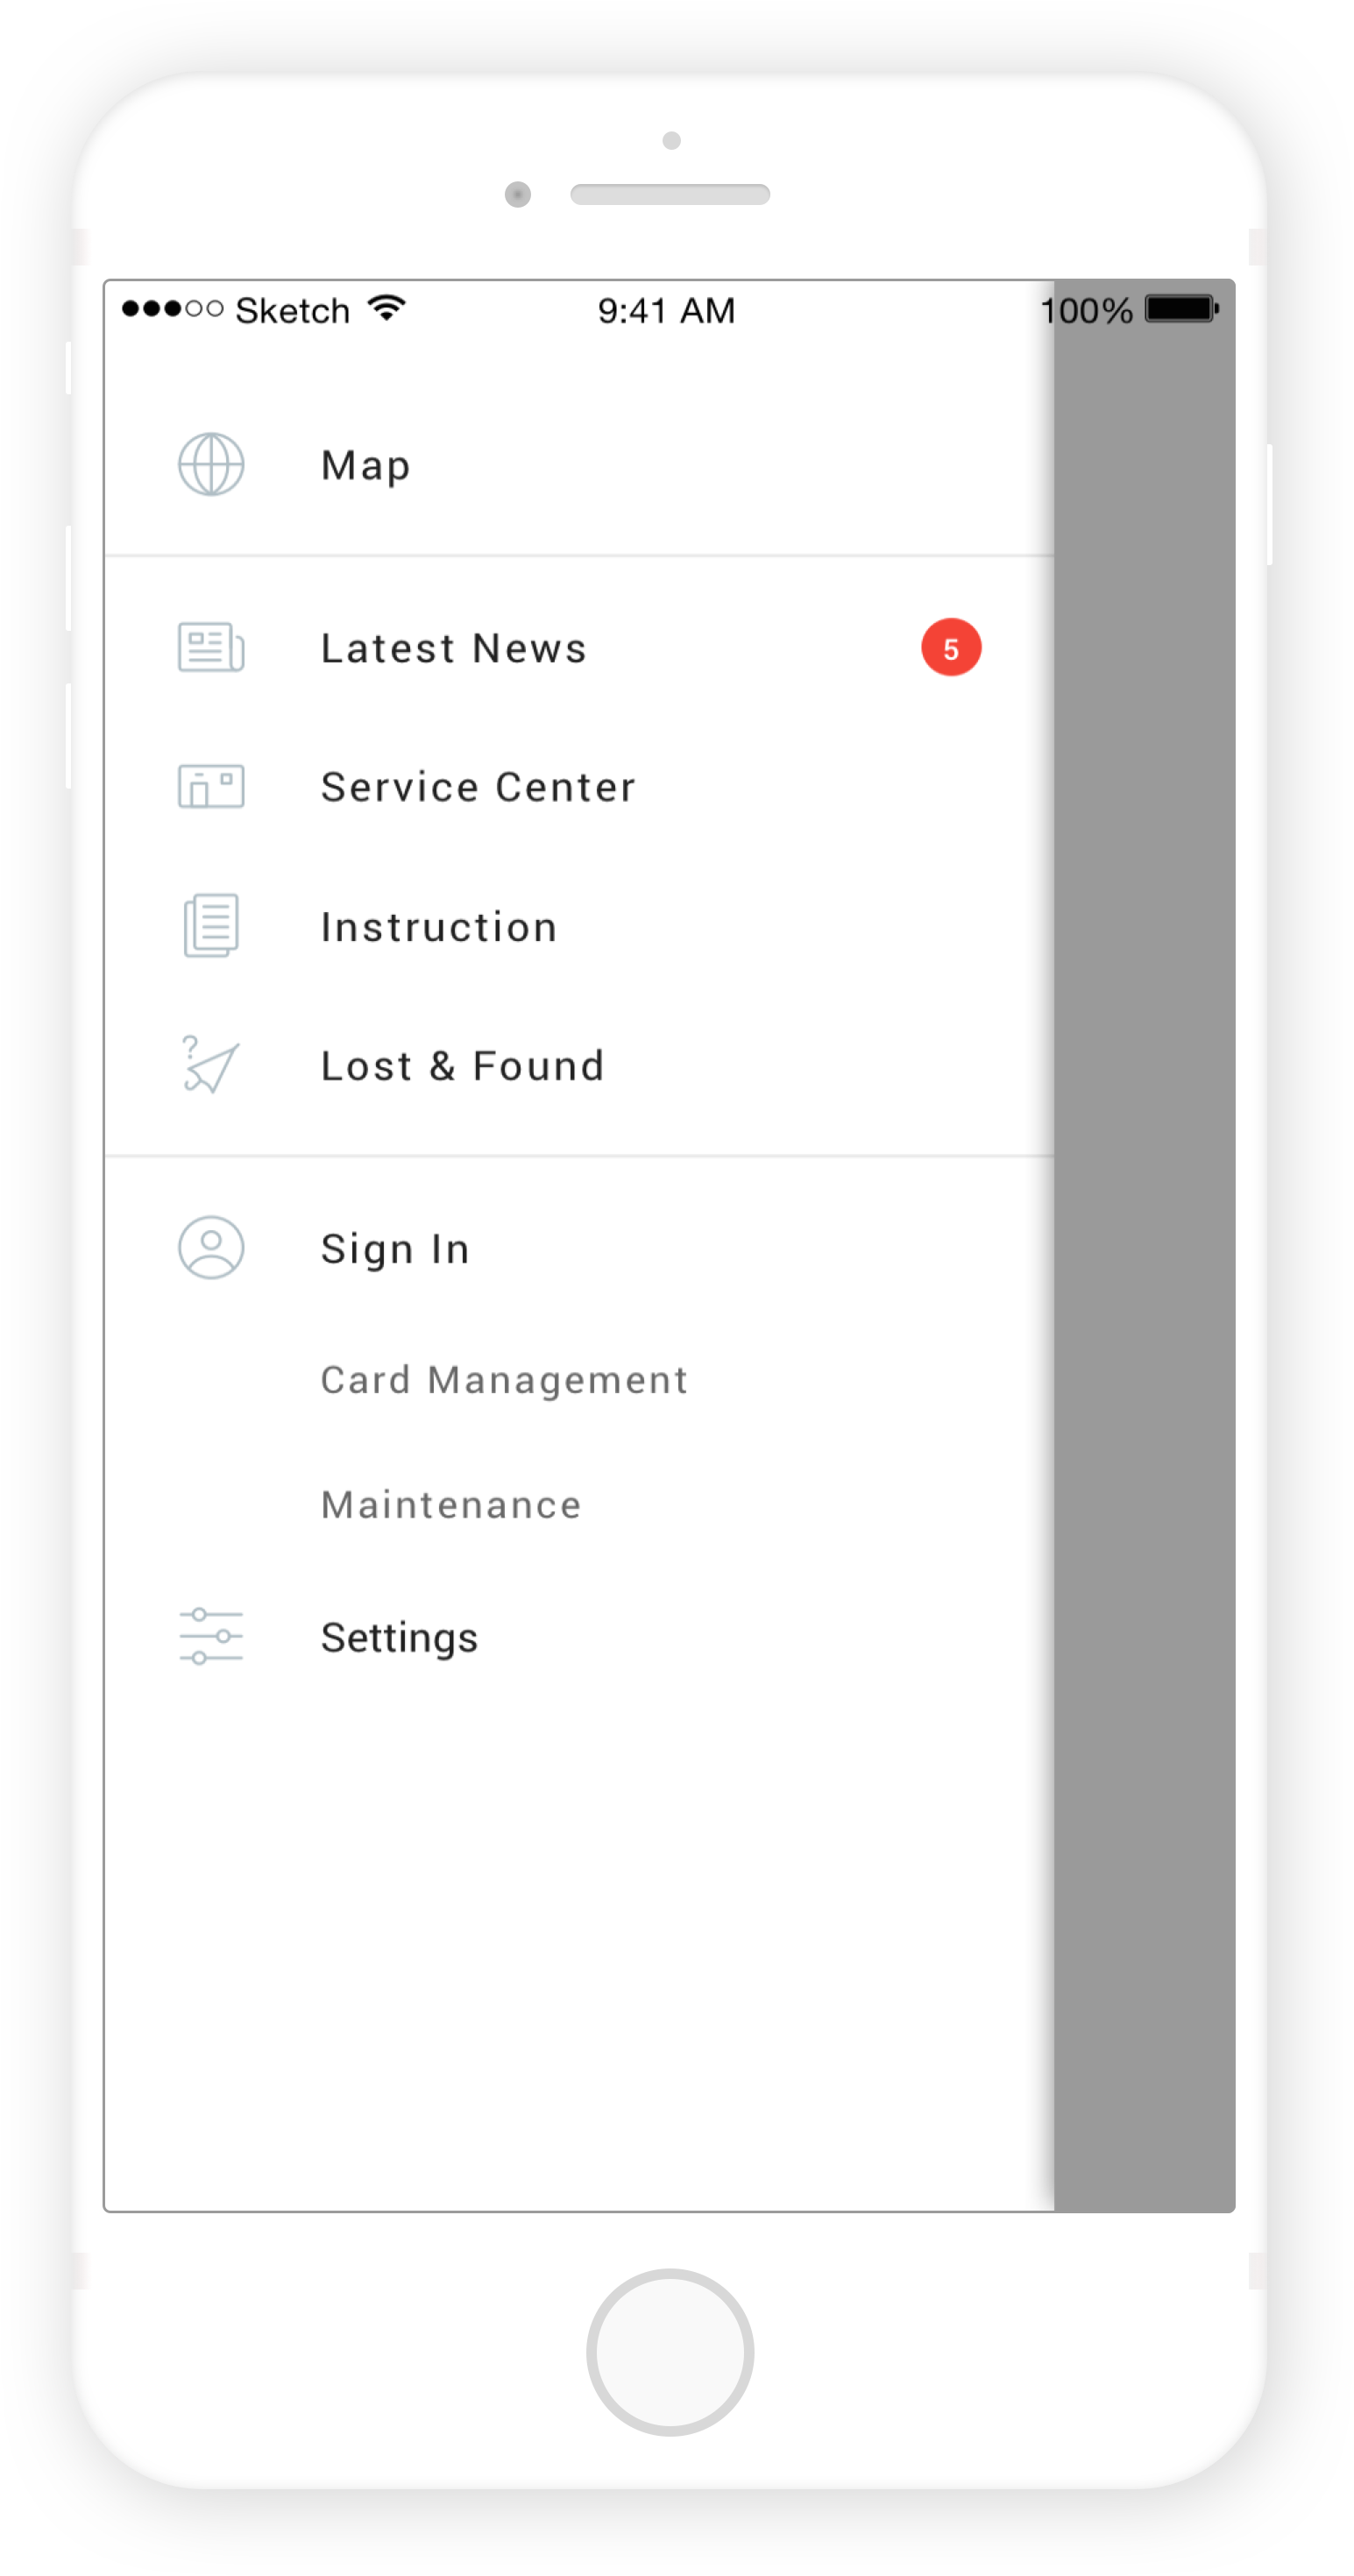 Sketch 9:41 AM 100%
Map
Latest News 5
Service Center
Instruction
? Lost & Found
Sign In
Card Management
Maintenance
Settings